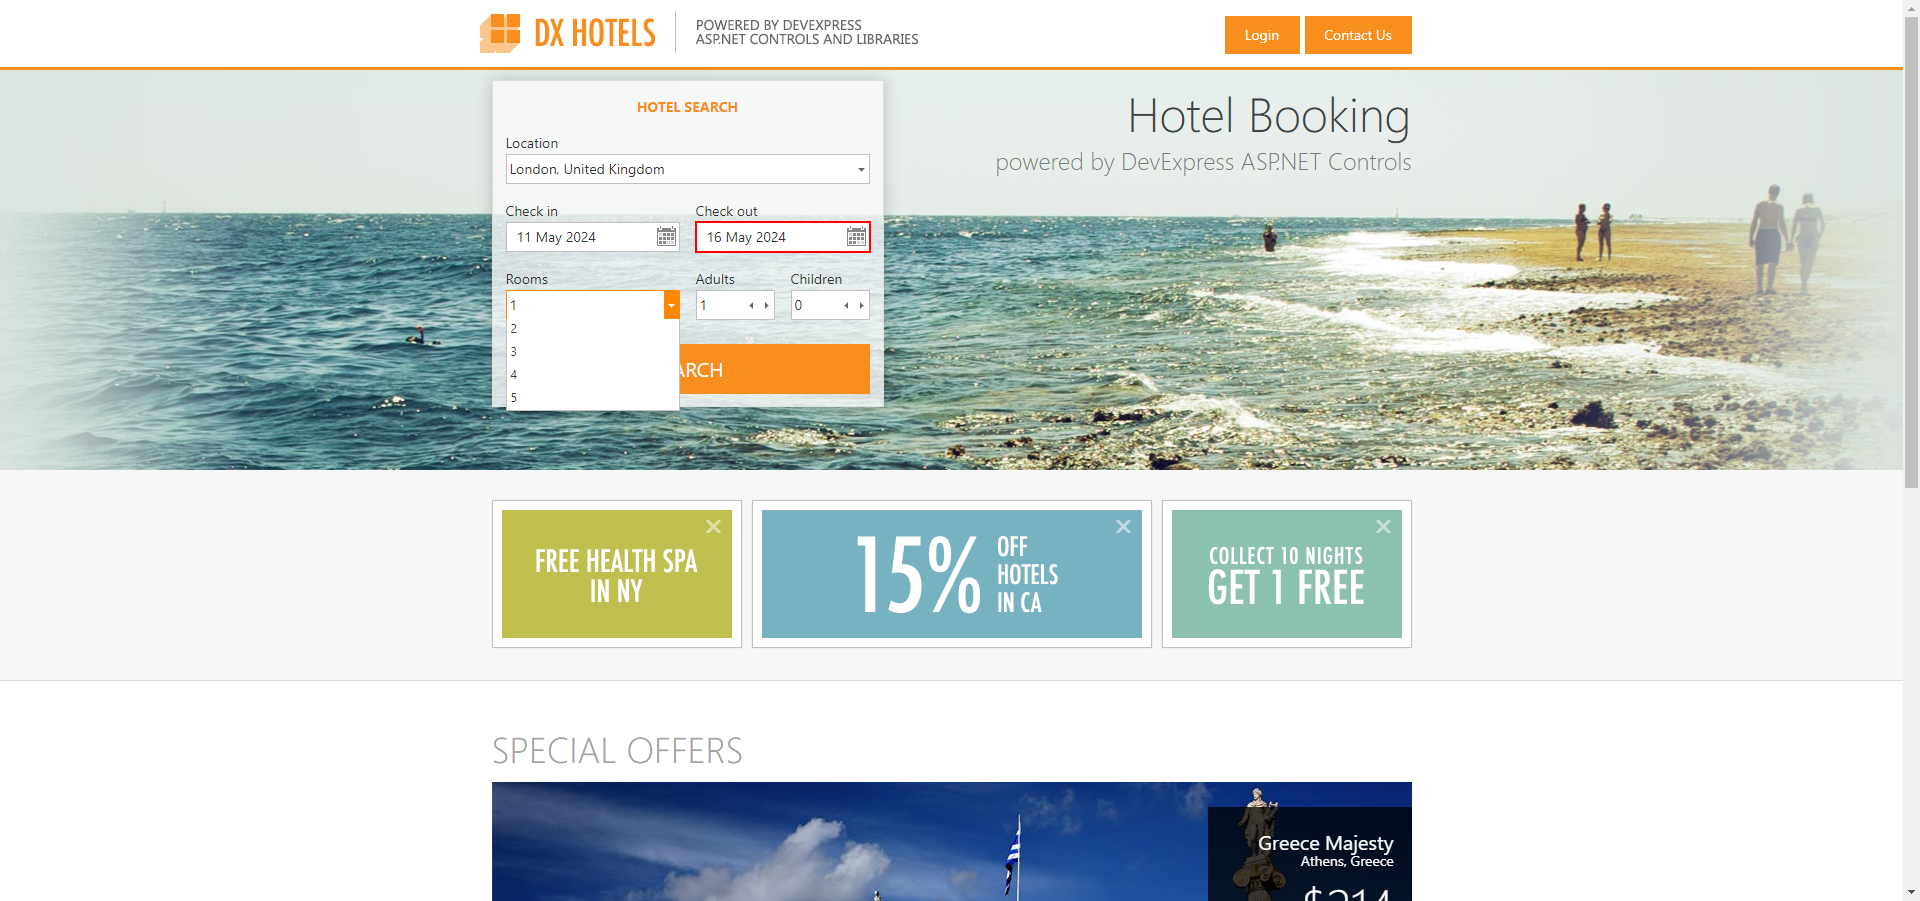 DX HOTELS
POWERED BY DEVEXPRESS
ASP.NET CONTROLS AND LIBRARIES
Login
Contact Us
HOTEL SEARCH
Location
London, United Kingdom
Check in
Check out
11 May 2024
16 May 2024
Rooms
Adults
Children
1
1
0
2
3
4
5
ARCH
Hotel Booking
powered by DevExpress ASP.NET Controls
FREE HEALTH SPA
IN NY
15%
OFF
HOTELS
IN CA
COLLECT 10 NIGHTS
GET 1 FREE
SPECIAL OFFERS
Greece Majesty
Athens, Greece
$214